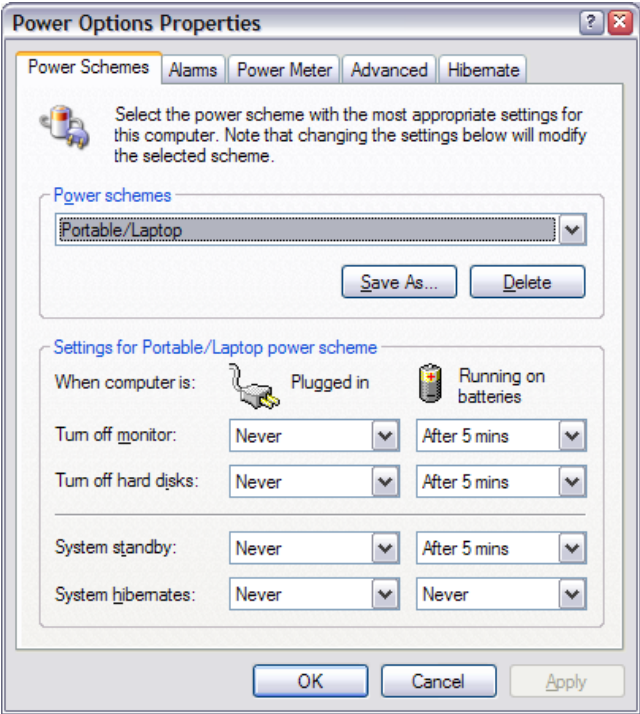 Power Options Properties
?
X
Power Schemes Alarms Power Meter Advanced Hibernate
Select the power scheme with the most appropriate settings for
this computer. Note that changing the settings below will modify
the selected scheme.
Power schemes
Portable/Laptop
Save As... Delete
Settings for Portable/Laptop power scheme
When computer is: Plugged in Running on
batteries
Turn off monitor: Never After 5 mins
Turn off hard disks: Never After 5 mins
System standby: Never After 5 mins
System hibernates: Never Never
OK Cancel Apply